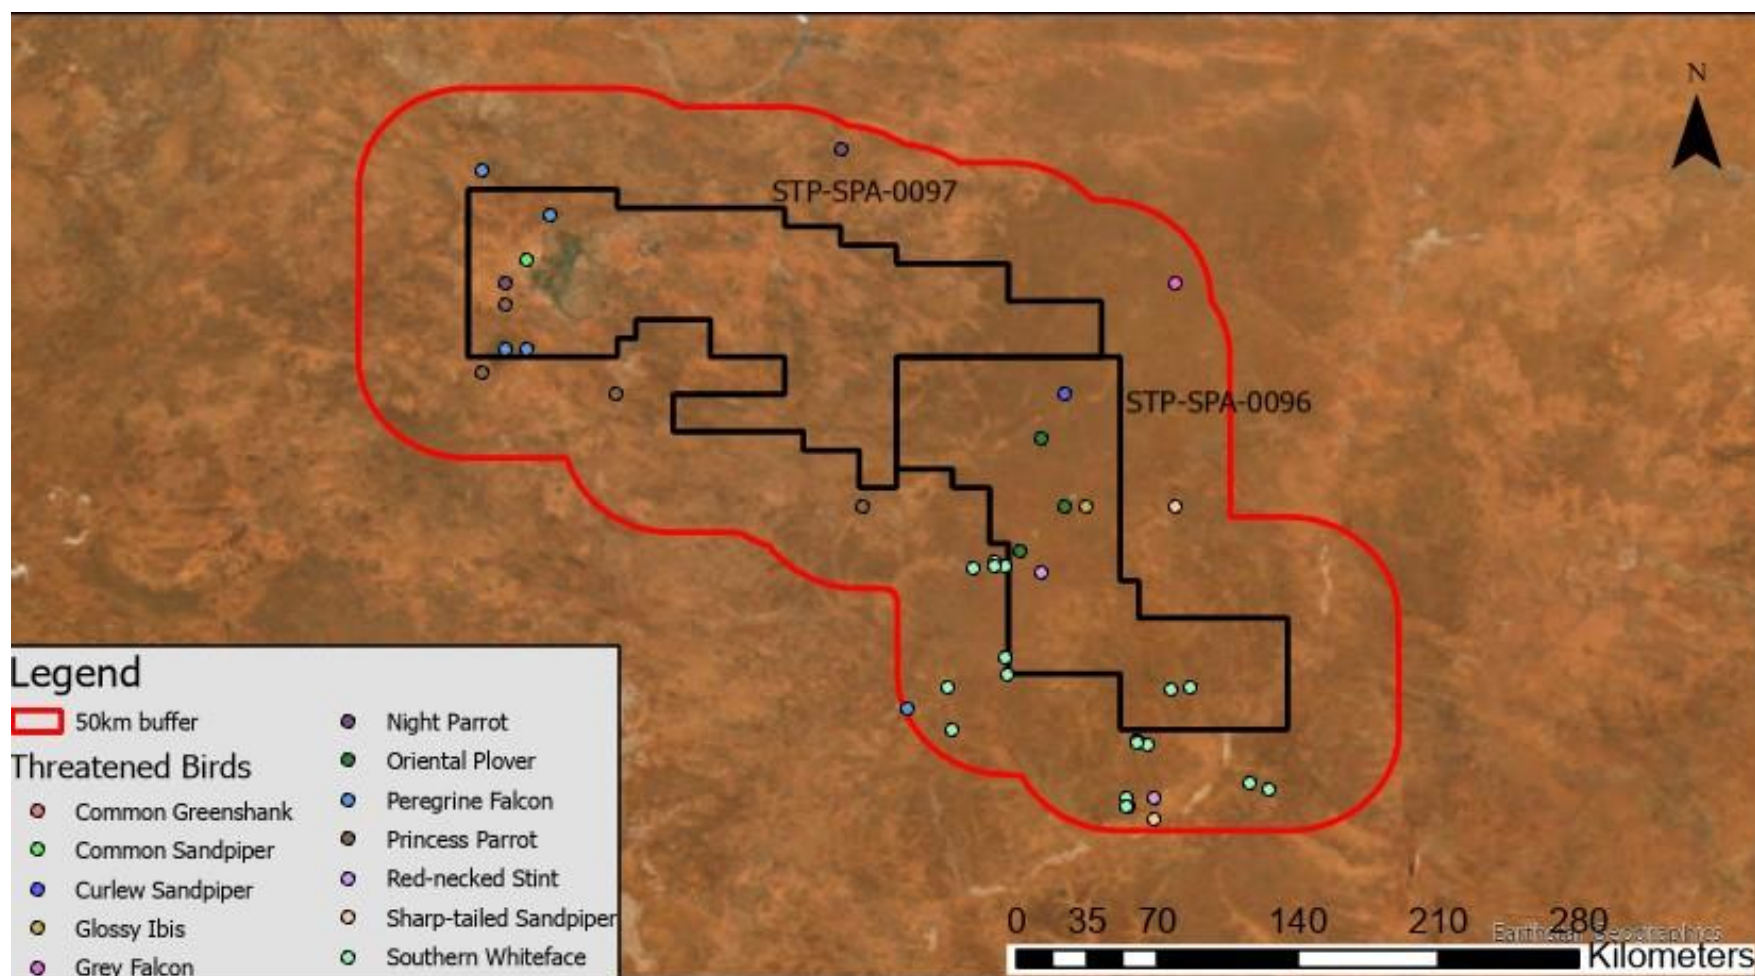 N
STP-SPA-0097
STP-SPA-0096
Legend
50km buffer
Threatened Birds
Common Greenshank
Common Sandpiper
Curlew Sandpiper
Glossy Ibis
Grey Falcon
Night Parrot
Oriental Plover
Peregrine Falcon
Princess Parrot
Red-necked Stint
Sharp-tailed Sandpiper
Southern Whiteface
0 35 70 140 210 280
Earthstar Geographics
Kilometers